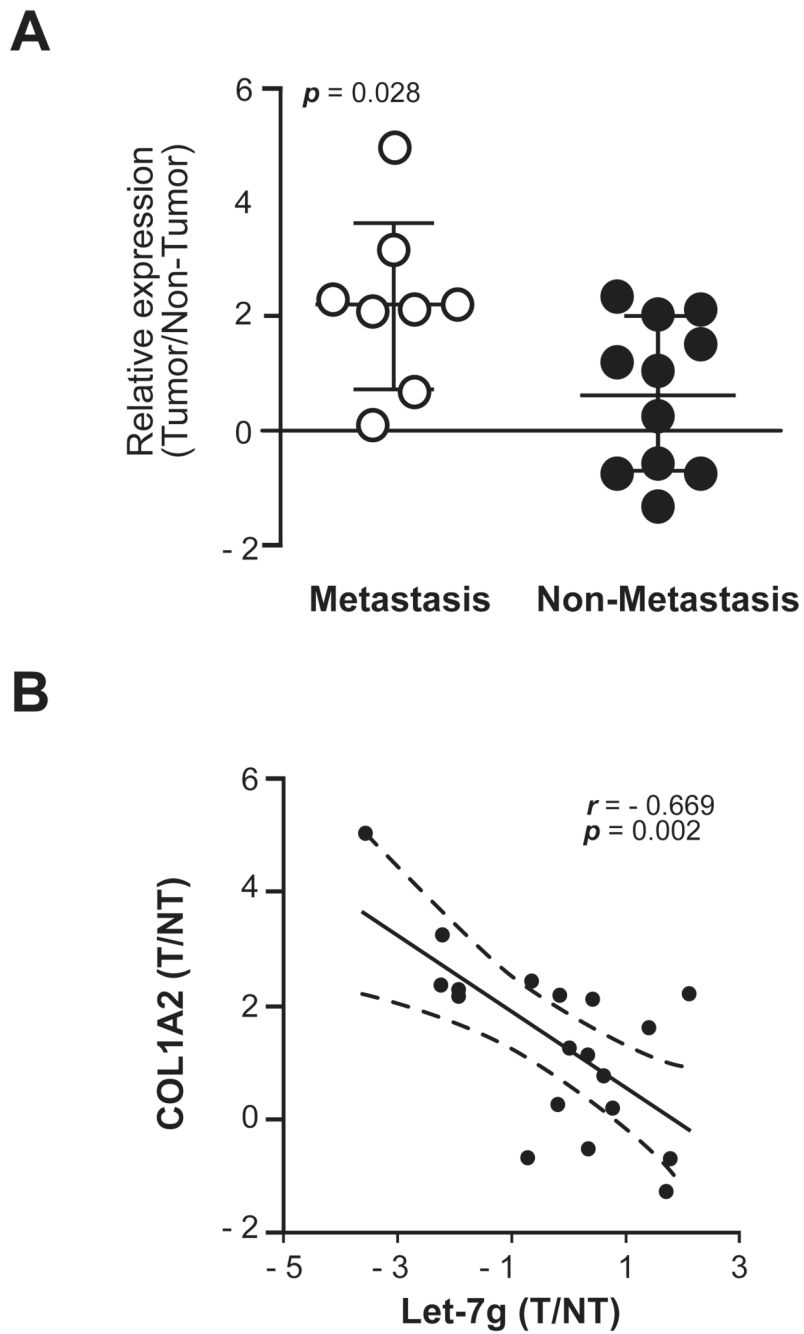 A
Relative expression
(Tumor/Non-Tumor)
6
4
2
0
- 2
p = 0.028
Metastasis
Non-Metastasis
B
COL1A2 (T/NT)
6
4
2
0
- 2
r = - 0.669
p = 0.002
- 5
- 3
- 1
1
3
Let-7g (T/NT)